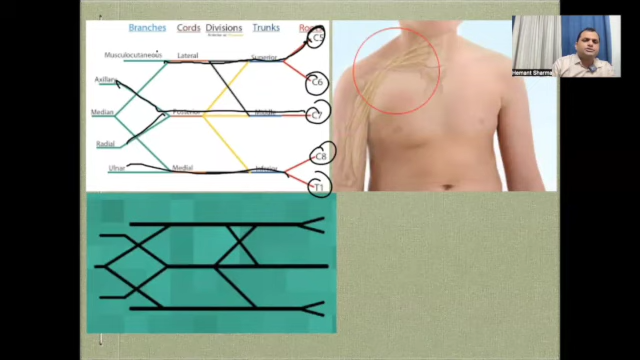 Branches Cords Divisions Trunks Roots
Musculocutaneous Lateral Superior C5
Axillary C6
Median Posterior Middle C7
Radial C8
Ulnar Medial Inferior T1
Hemant Sharma